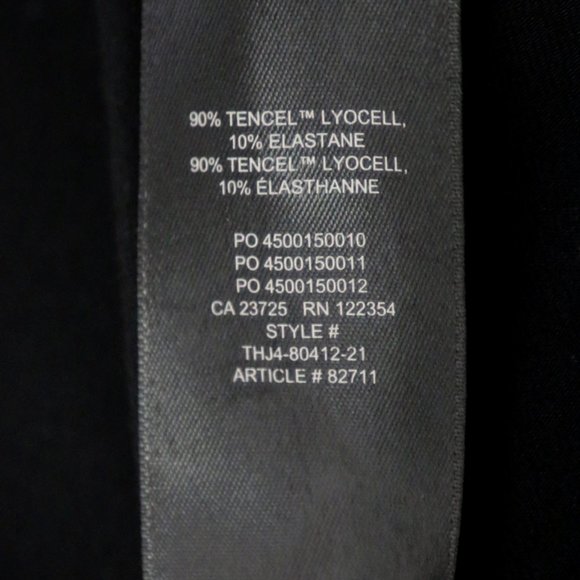 90% TENCEL™ LYOCELL,
10% ELASTANE
90% TENCEL™ LYOCELL,
10% ÉLASTHANNE
PO 4500150010
PO 4500150011
PO 4500150012
CA 23725 RN 122354
STYLE #
THJ4-80412-21
ARTICLE # 82711